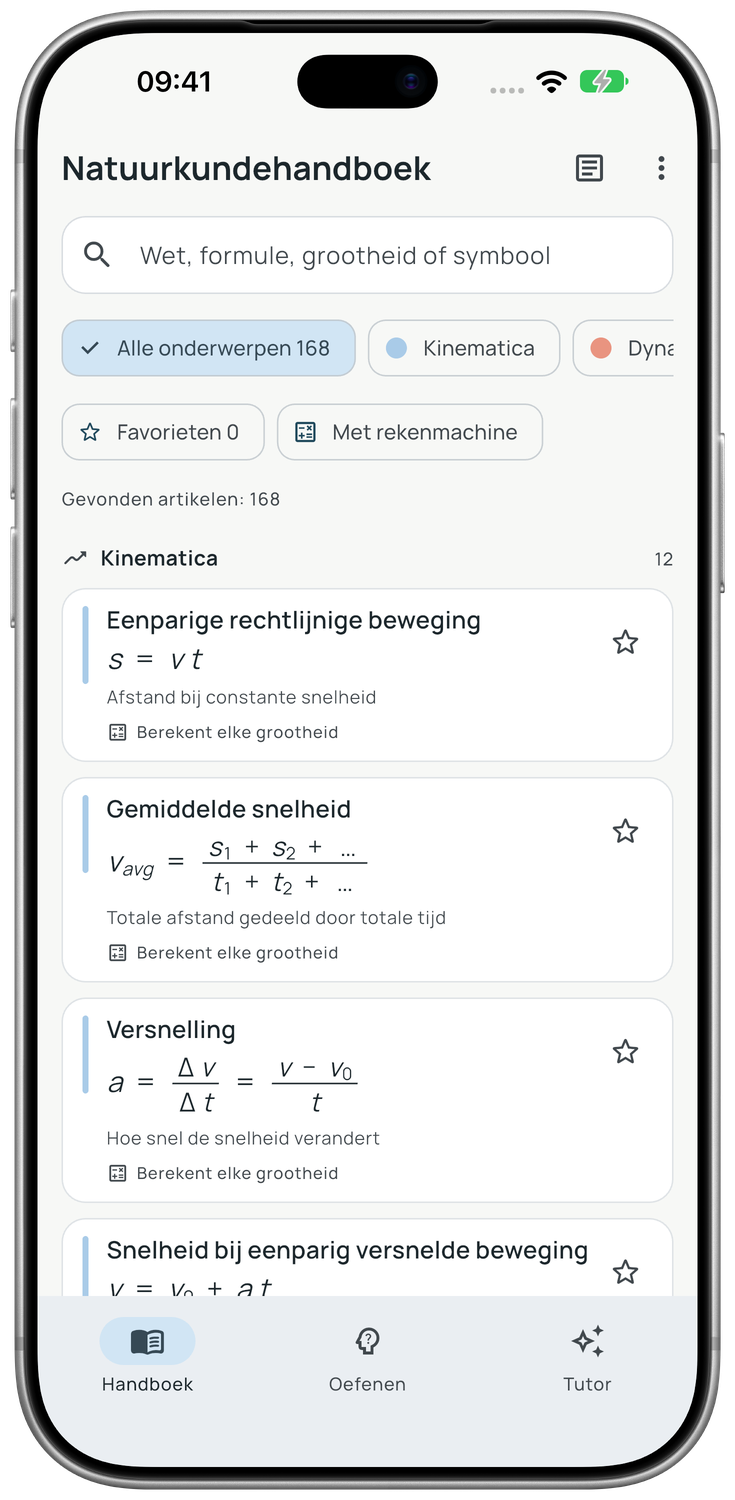 09:41
Natuurkundehandboek
Wet, formule, grootheid of symbool
Alle onderwerpen 168
Kinematica
Dyna
Favorieten 0
Met rekenmachine
Gevonden artikelen: 168
Kinematica 12
Eenparige rechtlijnige beweging
s = v t
Afstand bij constante snelheid
Berekent elke grootheid
Gemiddelde snelheid
v_avg = (s₁ + s₂ + …) / (t₁ + t₂ + …)
Totale afstand gedeeld door totale tijd
Berekent elke grootheid
Versnelling
a = Δ v / Δ t = (v − v₀) / t
Hoe snel de snelheid verandert
Berekent elke grootheid
Snelheid bij eenparig versnelde beweging
v = v₀ + a t
Handboek
Oefenen
Tutor